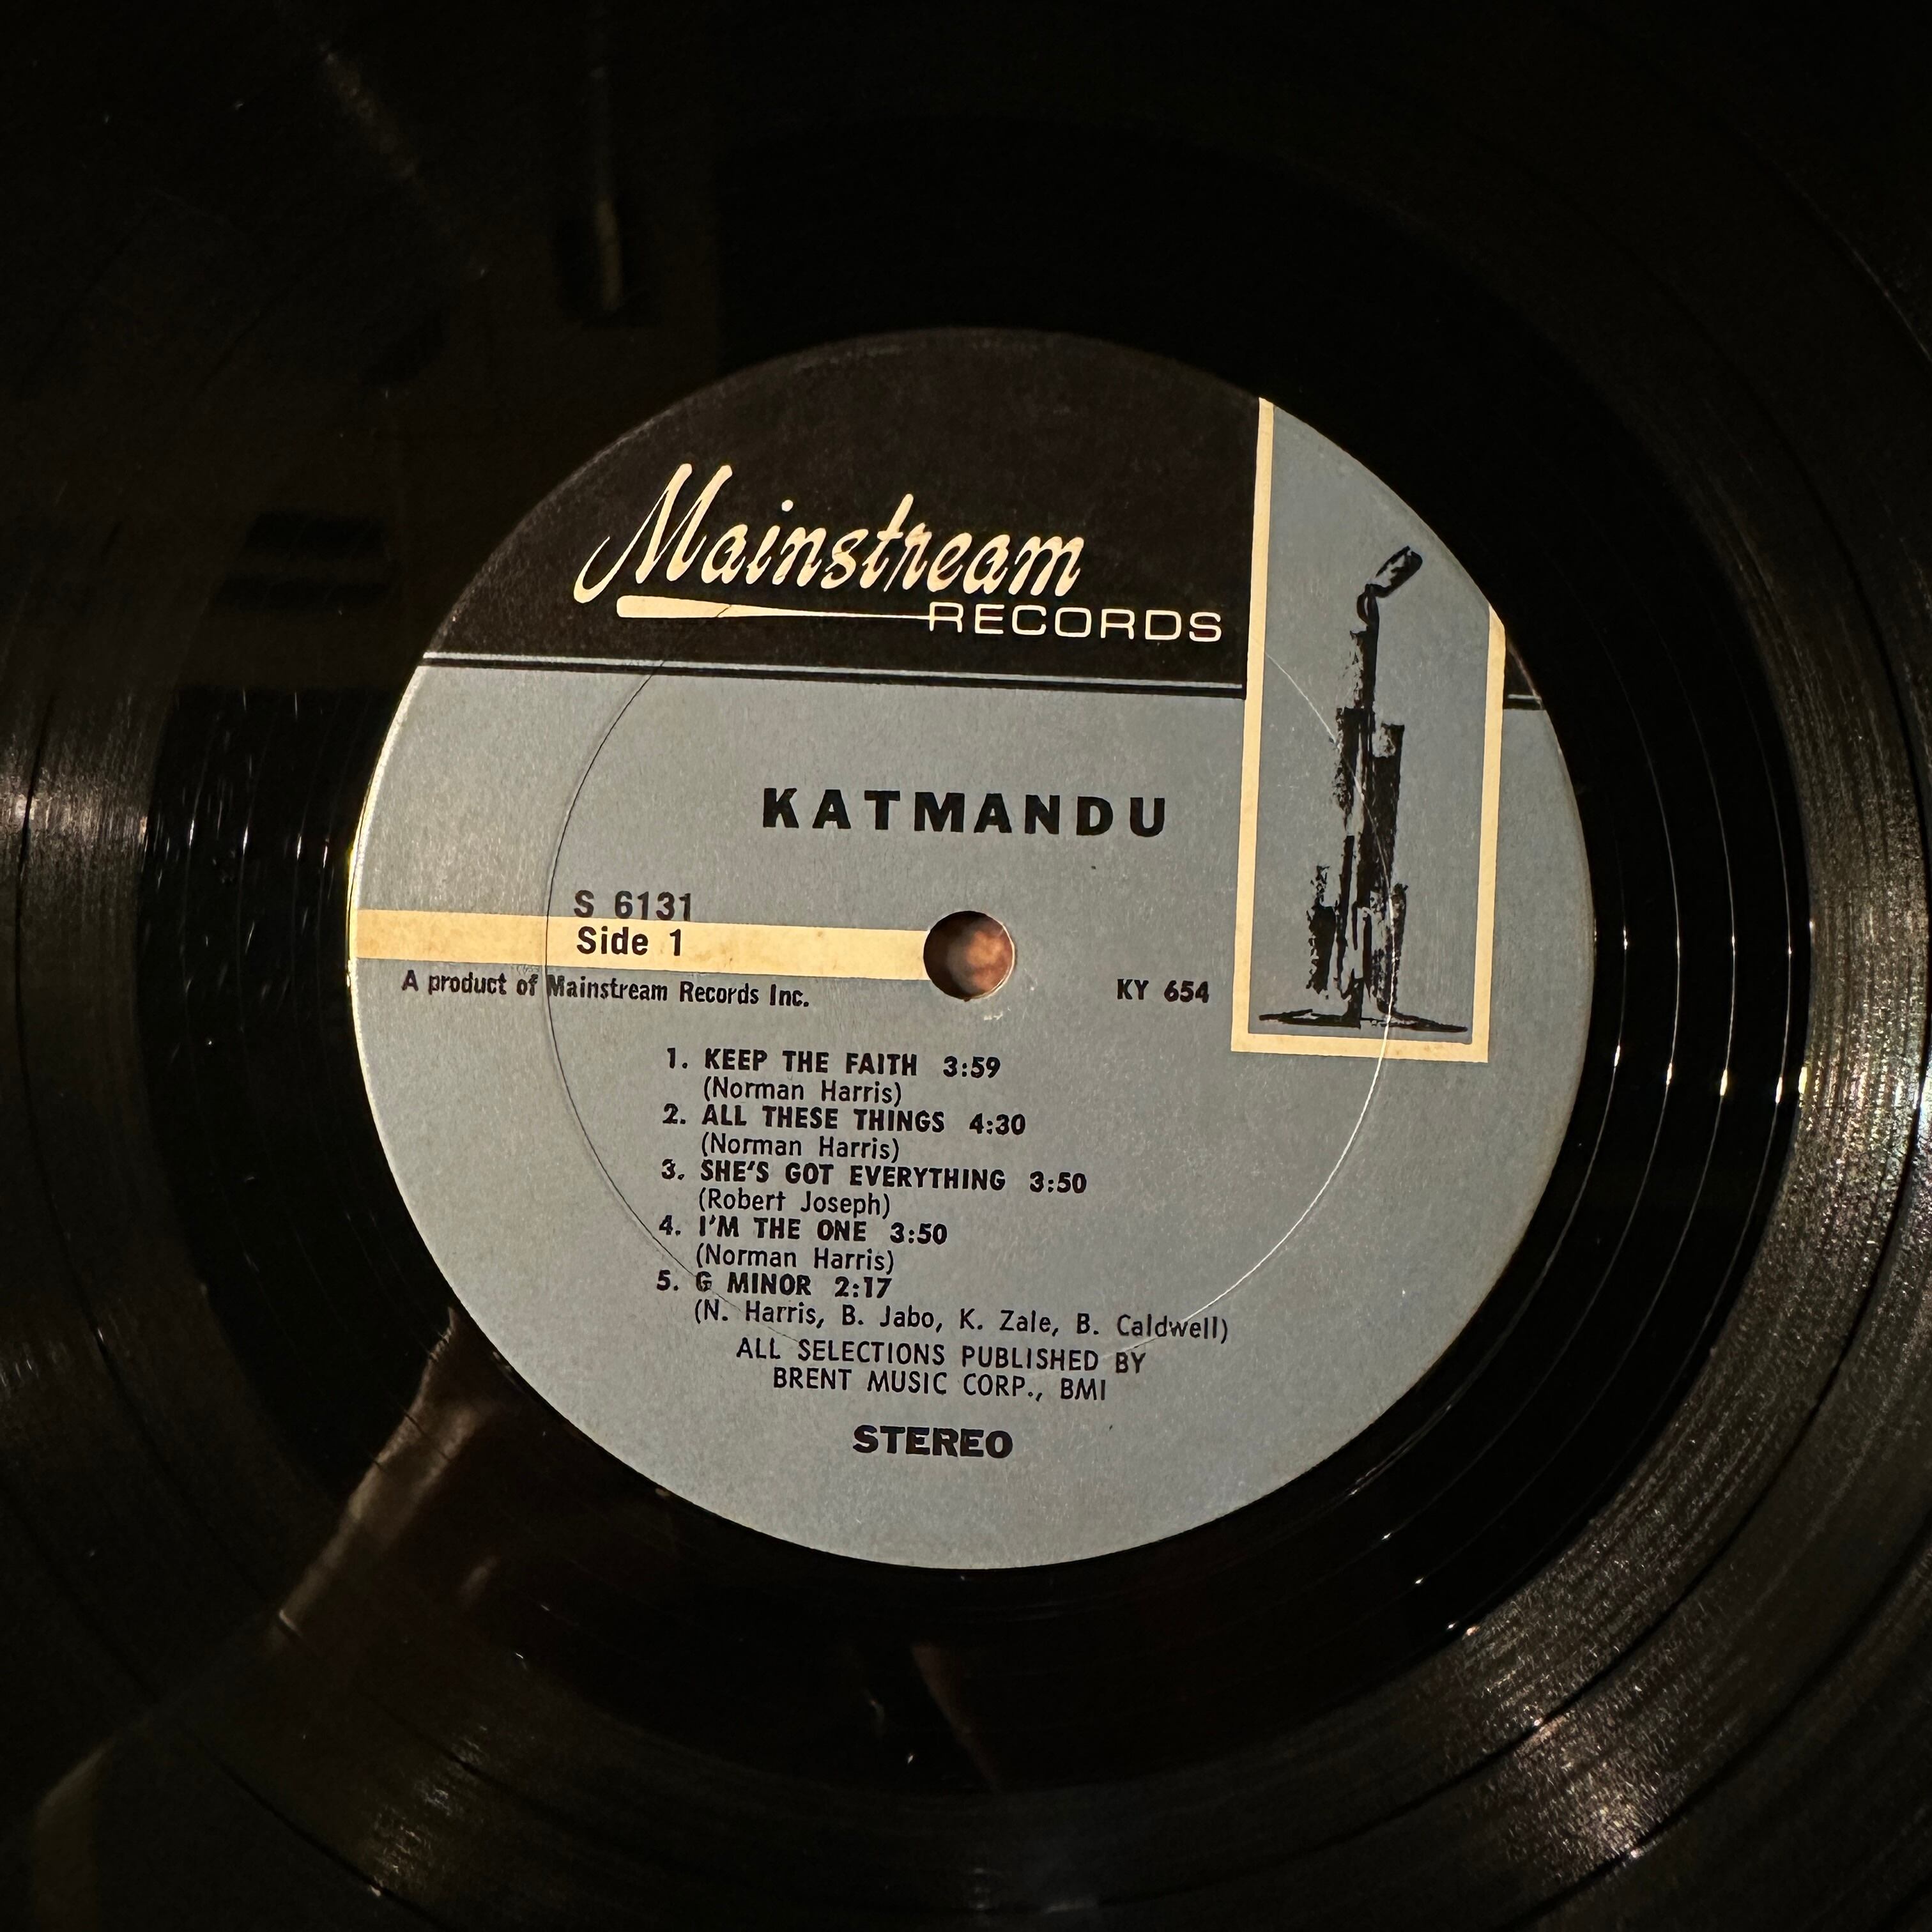 Mainstream
RECORDS
KATMANDU
S 6131
Side 1
A product of Mainstream Records Inc.
KY 654
1. KEEP THE FAITH 3:59
(Norman Harris)
2. ALL THESE THINGS 4:30
(Norman Harris)
3. SHE'S GOT EVERYTHING 3:50
(Robert Joseph)
4. I'M THE ONE 3:50
(Norman Harris)
5. G MINOR 2:17
(N. Harris, B. Jabo, K. Zale, B. Caldwell)
ALL SELECTIONS PUBLISHED BY
BRENT MUSIC CORP., BMI
STEREO